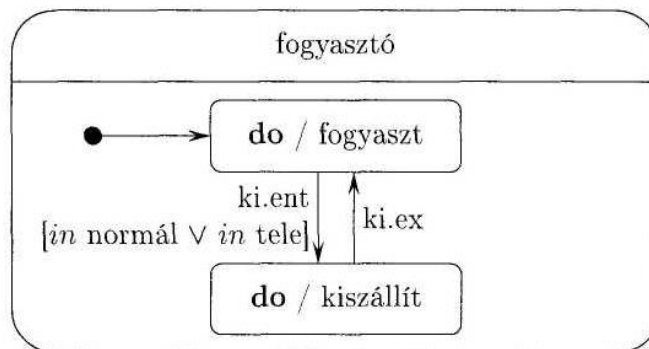 fogyasztó
do / fogyaszt
ki.ent
[in normál ∨ in tele]
ki.ex
do / kiszállít